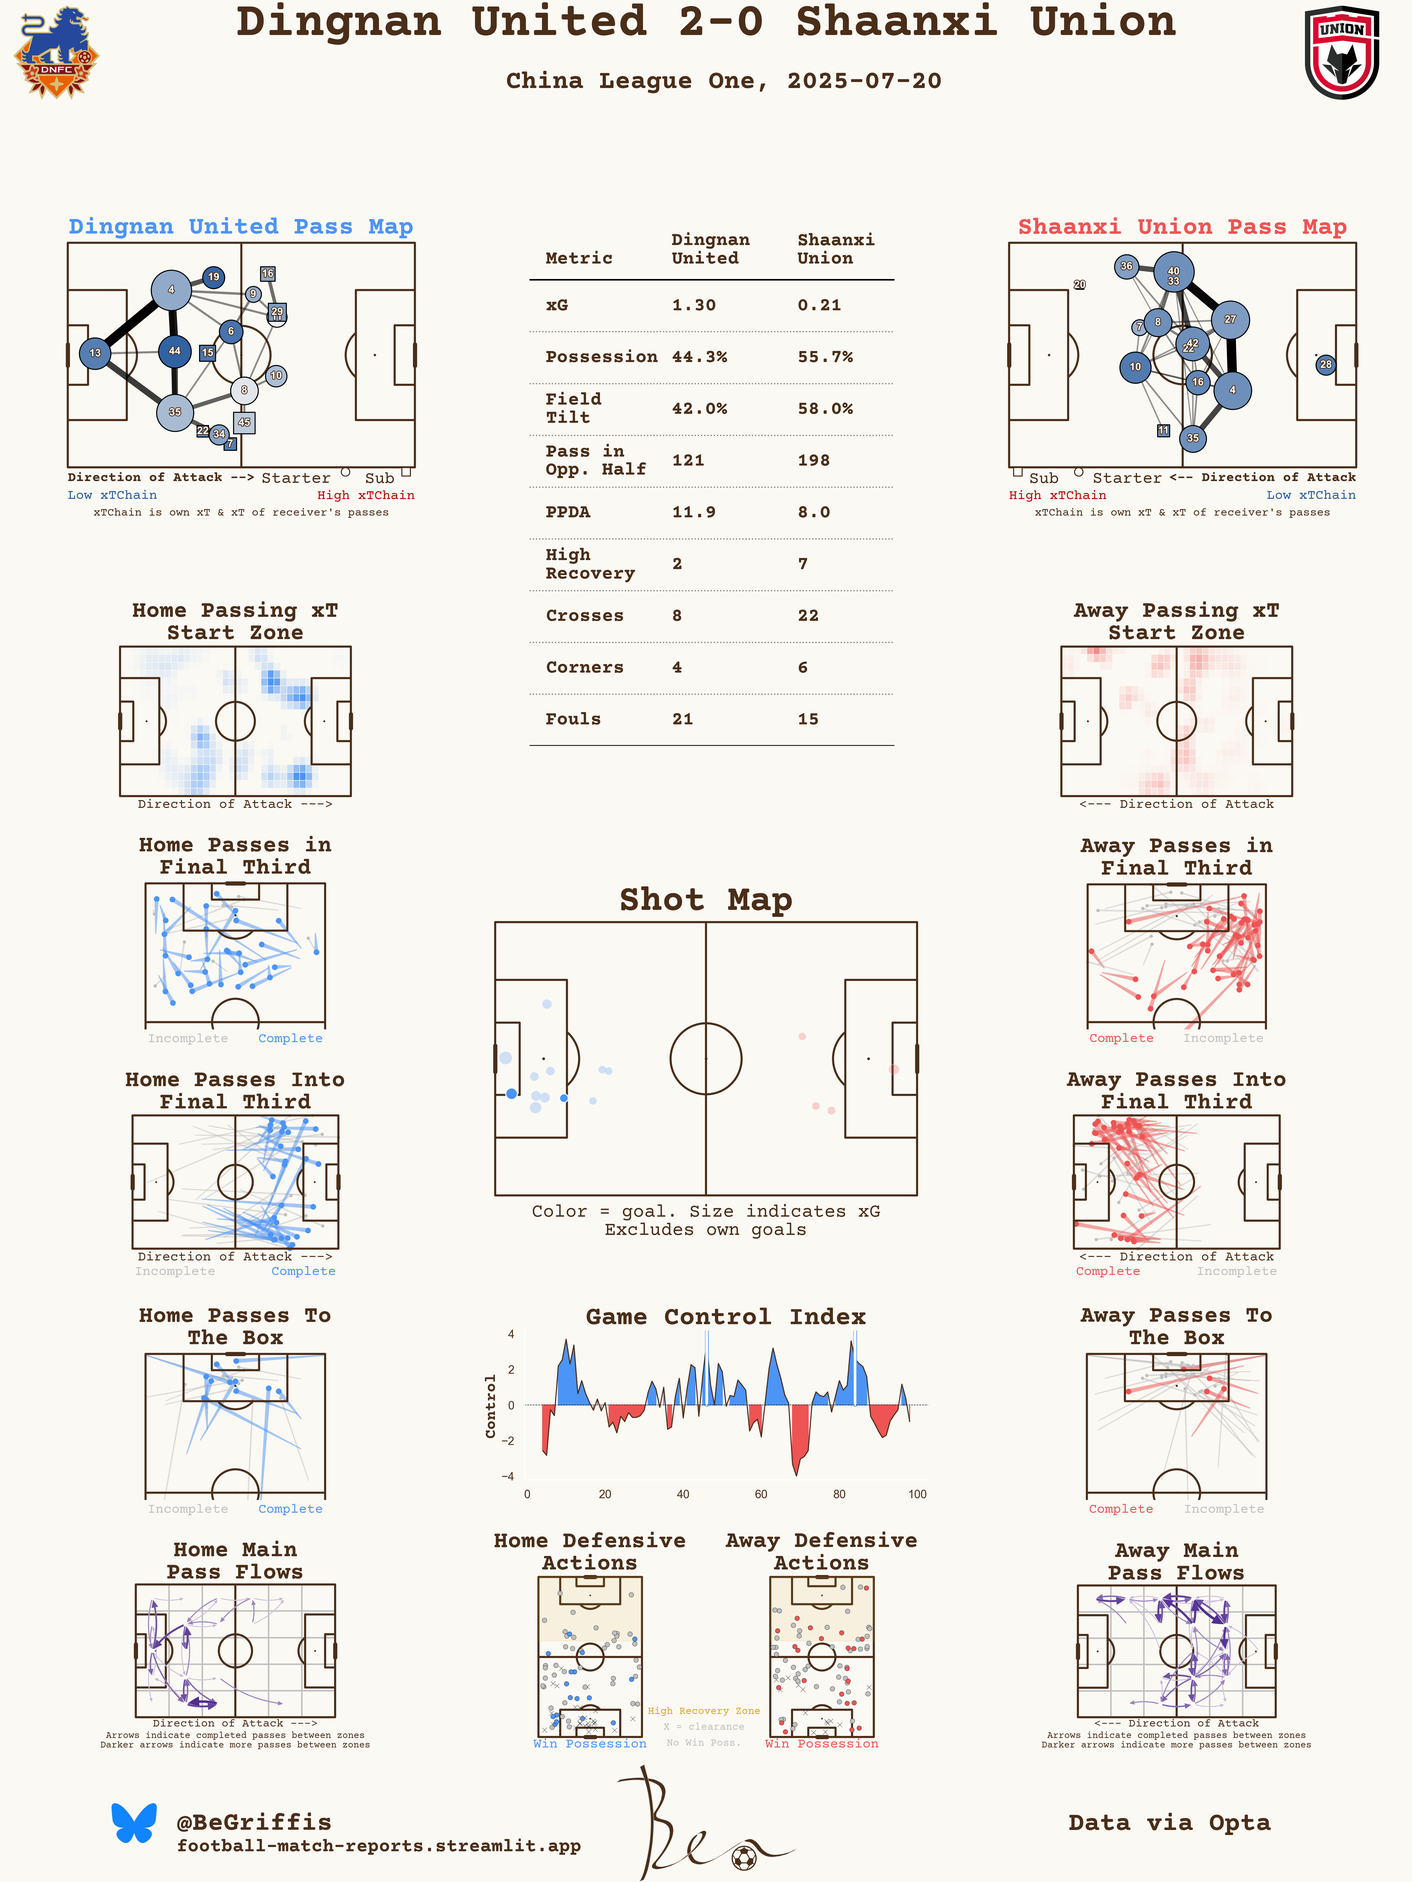 Dingnan United 2-0 Shaanxi Union
China League One, 2025-07-20
DNFC
UNION
Dingnan United Pass Map
19
16
4
9
29
6
13
44
15
10
8
35
45
22
34
7
Direction of Attack --> Starter Sub
Low xTChain High xTChain
xTChain is own xT & xT of receiver's passes
Metric Dingnan United Shaanxi Union
xG 1.30 0.21
Possession 44.3% 55.7%
Field Tilt 42.0% 58.0%
Pass in Opp. Half 121 198
PPDA 11.9 8.0
High Recovery 2 7
Crosses 8 22
Corners 4 6
Fouls 21 15
Shaanxi Union Pass Map
36
40
33
20
7
8
27
42
22
10
28
16
4
11
35
Sub Starter <-- Direction of Attack
High xTChain Low xTChain
xTChain is own xT & xT of receiver's passes
Home Passing xT
Start Zone
Direction of Attack --->
Away Passing xT
Start Zone
<--- Direction of Attack
Home Passes in
Final Third
Incomplete Complete
Away Passes in
Final Third
Complete Incomplete
Shot Map
Color = goal. Size indicates xG
Excludes own goals
Home Passes Into
Final Third
Direction of Attack --->
Incomplete Complete
Away Passes Into
Final Third
<--- Direction of Attack
Complete Incomplete
Home Passes To
The Box
Incomplete Complete
Game Control Index
Control
4
2
0
−2
−4
0 20 40 60 80 100
Away Passes To
The Box
Complete Incomplete
Home Main
Pass Flows
Direction of Attack --->
Arrows indicate completed passes between zones
Darker arrows indicate more passes between zones
Home Defensive
Actions
Win Possession
High Recovery Zone
X = clearance
No Win Poss.
Away Defensive
Actions
Win Possession
Away Main
Pass Flows
<--- Direction of Attack
Arrows indicate completed passes between zones
Darker arrows indicate more passes between zones
@BeGriffis
football-match-reports.streamlit.app
Ben
Data via Opta